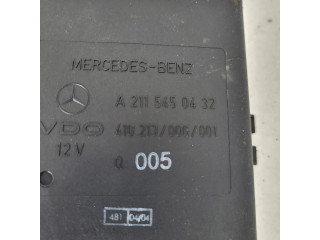 MERCEDES-BENZ
A 211 545 04 32
VDO 410 213/006/001
12 V Q 005
481 04/04